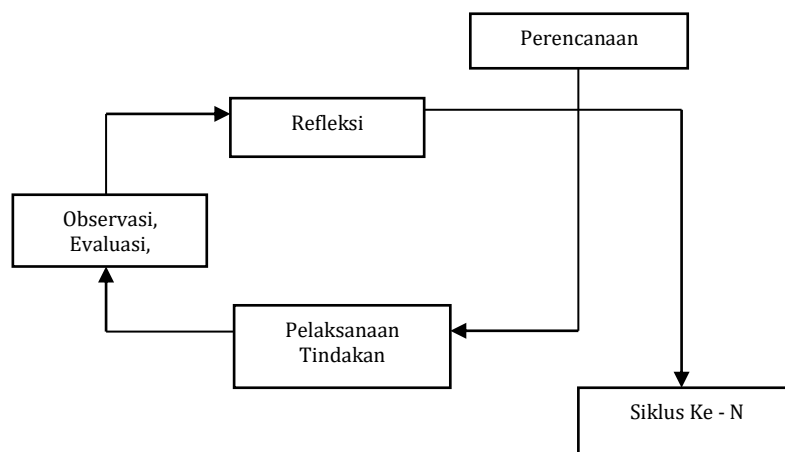 Perencanaan
Refleksi
Observasi,
Evaluasi,
Pelaksanaan
Tindakan
Siklus Ke - N